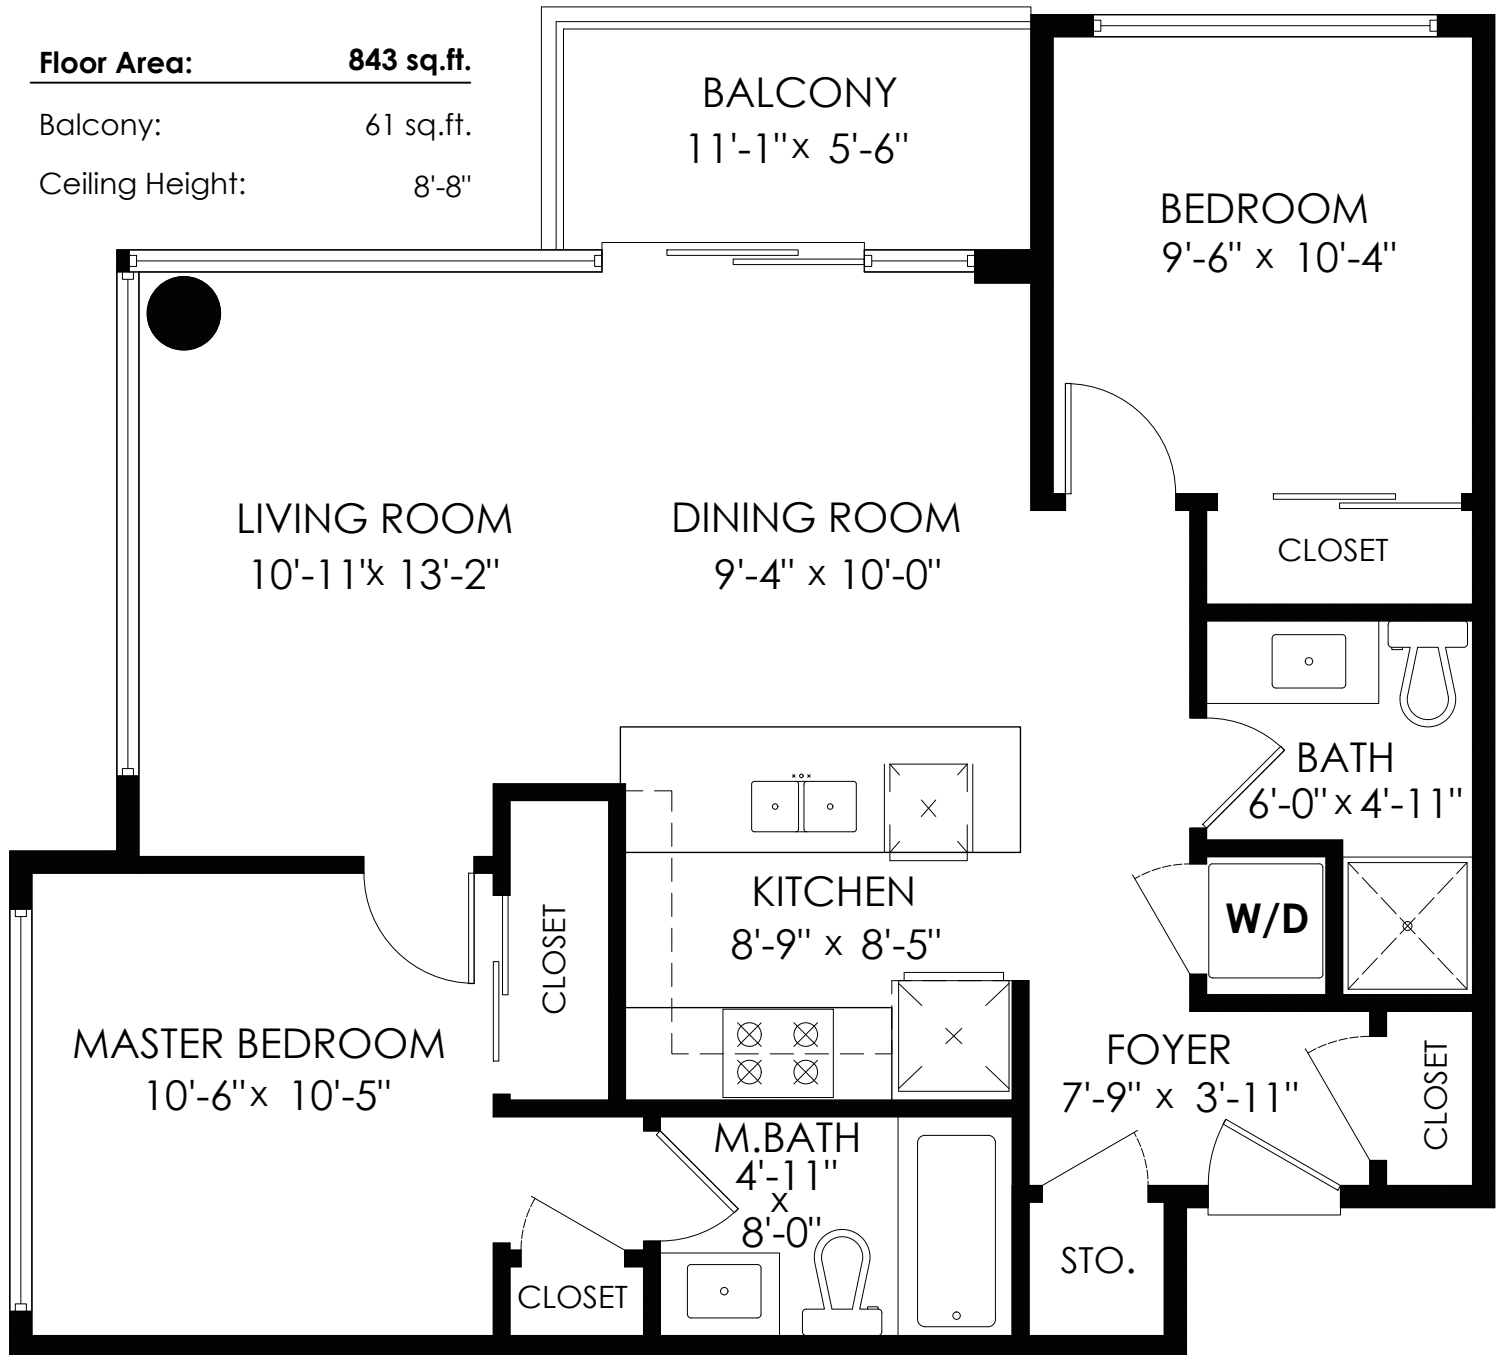 Floor Area: 843 sq.ft.
Balcony: 61 sq.ft.
Ceiling Height: 8'-8"
BALCONY
11'-1"x 5'-6"
BEDROOM
9'-6" x 10'-4"
LIVING ROOM
10'-11'x 13'-2"
DINING ROOM
9'-4" x 10'-0"
CLOSET
BATH
6'-0" x 4'-11"
KITCHEN
8'-9" x 8'-5"
W/D
CLOSET
MASTER BEDROOM
10'-6"x 10'-5"
FOYER
7'-9" x 3'-11"
CLOSET
M.BATH
4'-11"
x
8'-0"
STO.
CLOSET